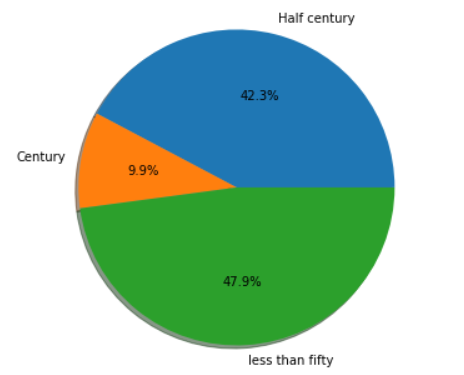 Half century
42.3%
Century
9.9%
47.9%
less than fifty